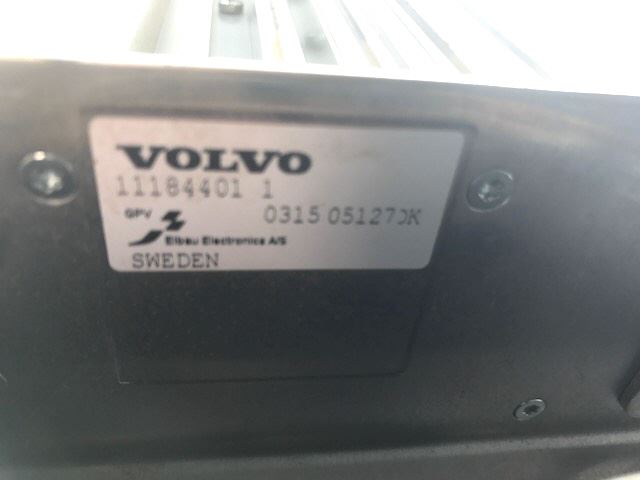 VOLVO
11184401 1
0315 05127DK
GPV
Elbau Electronics A/S
SWEDEN